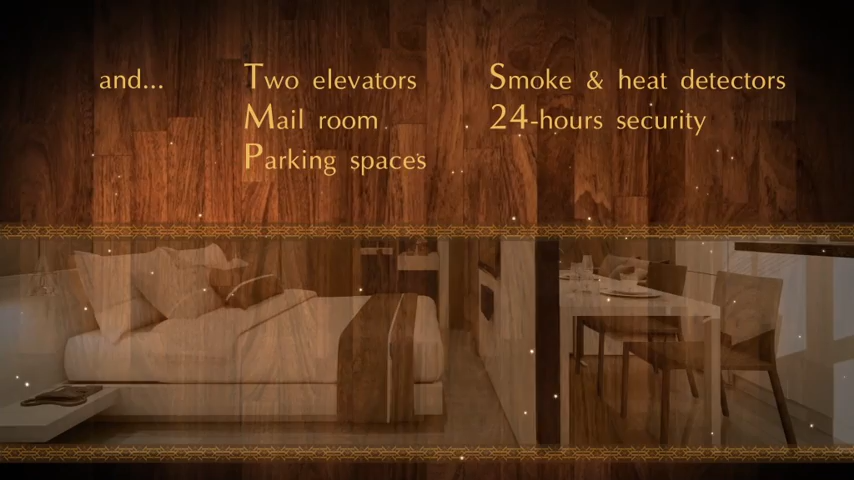 and...
Two elevators
Mail room
Parking spaces
Smoke & heat detectors
24-hours security